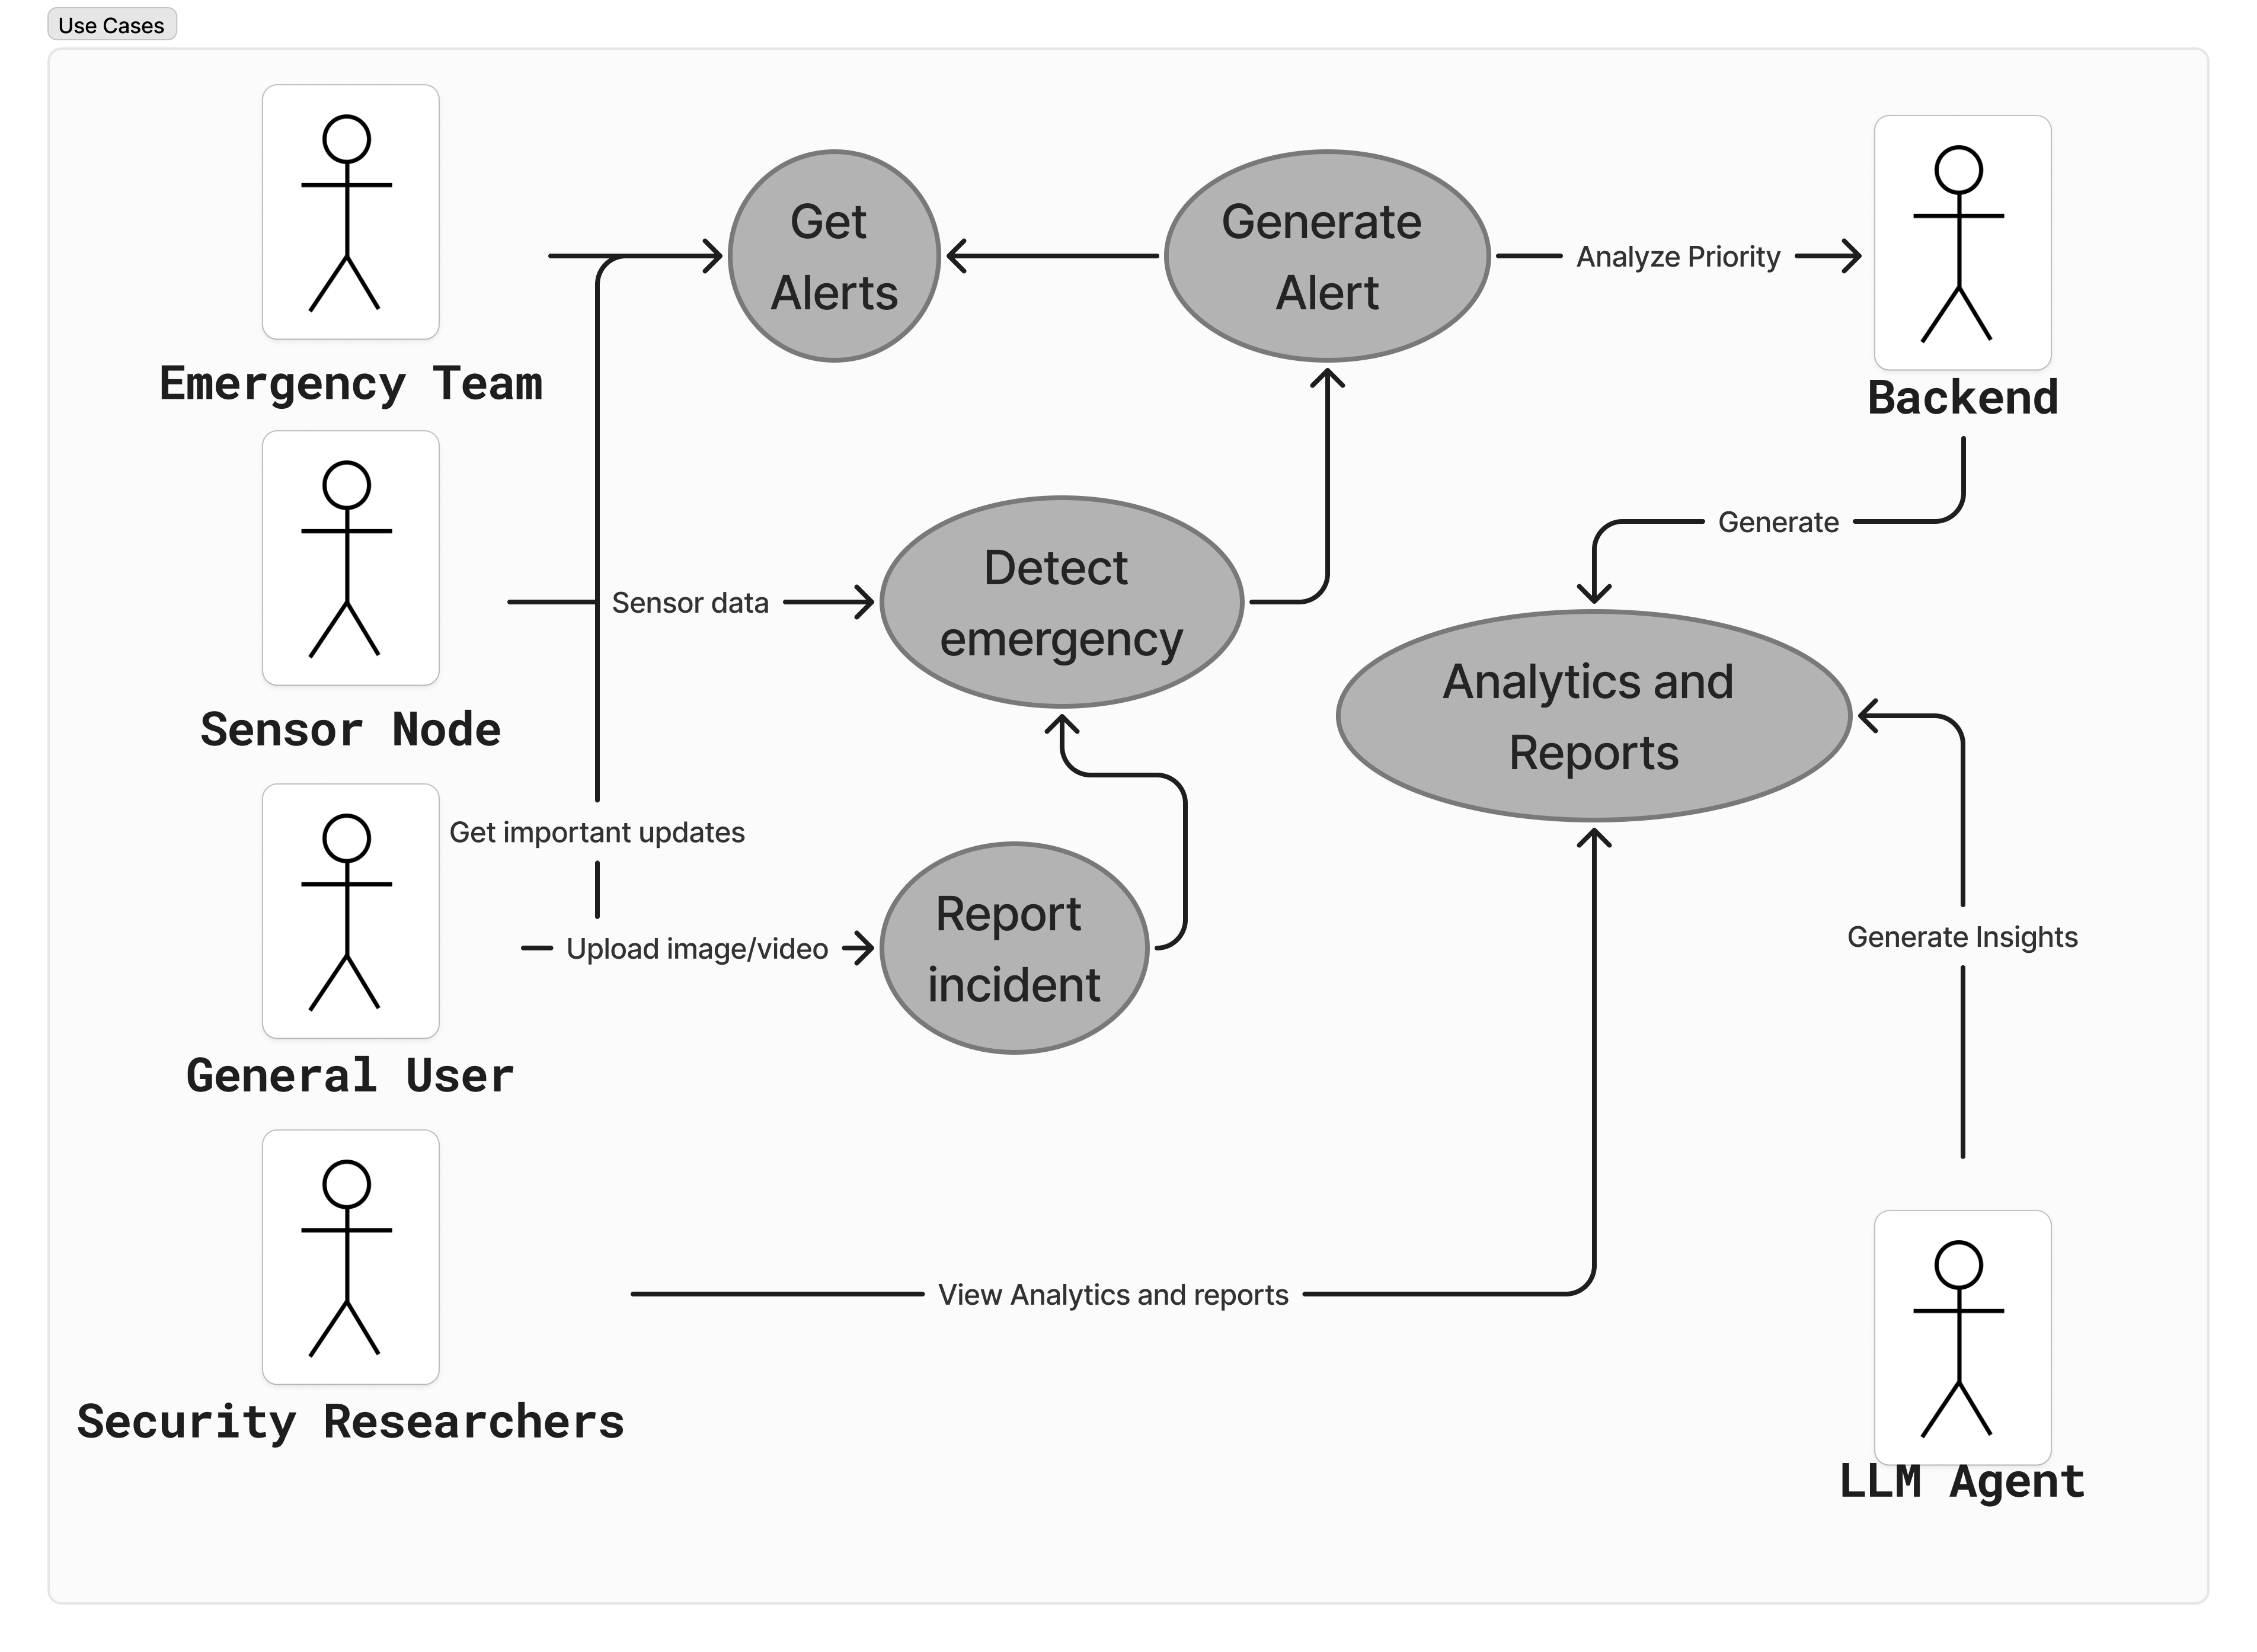 Use Cases
Get
Alerts
Generate
Alert
Analyze Priority
Emergency Team
Backend
Generate
Detect
emergency
Sensor data
Analytics and
Reports
Sensor Node
Get important updates
Report
incident
Upload image/video
Generate Insights
General User
View Analytics and reports
Security Researchers
LLM Agent